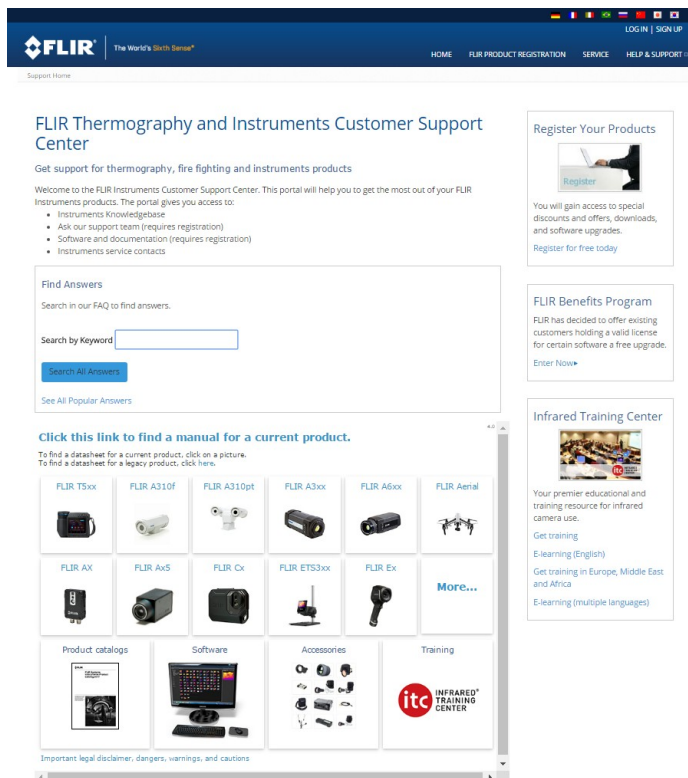 LOG IN | SIGN UP
FLIR®
The World's Sixth Sense®
HOME
FLIR PRODUCT REGISTRATION
SERVICE
HELP & SUPPORT
Support Home
FLIR Thermography and Instruments Customer Support
Center
Get support for thermography, fire fighting and instruments products
Welcome to the FLIR Instruments Customer Support Center. This portal will help you to get the most out of your FLIR
Instruments products. The portal gives you access to:
• Instruments Knowledgebase
• Ask our support team (requires registration)
• Software and documentation (requires registration)
• Instruments service contacts
Find Answers
Search in our FAQ to find answers.
Search by Keyword
Search All Answers
See All Popular Answers
4.0
Click this link to find a manual for a current product.
To find a datasheet for a current product, click on a picture.
To find a datasheet for a legacy product, click here.
FLIR T5xx
FLIR A310f
FLIR A310pt
FLIR A3xx
FLIR A6xx
FLIR Aerial
FLIR AX
FLIR Ax5
FLIR Cx
FLIR ETS3xx
FLIR Ex
More...
Product catalogs
Software
Accessories
Training
itc INFRARED®
TRAINING
CENTER
Important legal disclaimer, dangers, warnings, and cautions
Register Your Products
Register
You will gain access to special
discounts and offers, downloads,
and software upgrades.
Register for free today
FLIR Benefits Program
FLIR has decided to offer existing
customers holding a valid license
for certain software a free upgrade.
Enter Now▸
Infrared Training Center
itc
Your premier educational and
training resource for infrared
camera use.
Get training
E-learning (English)
Get training in Europe, Middle East
and Africa
E-learning (multiple languages)